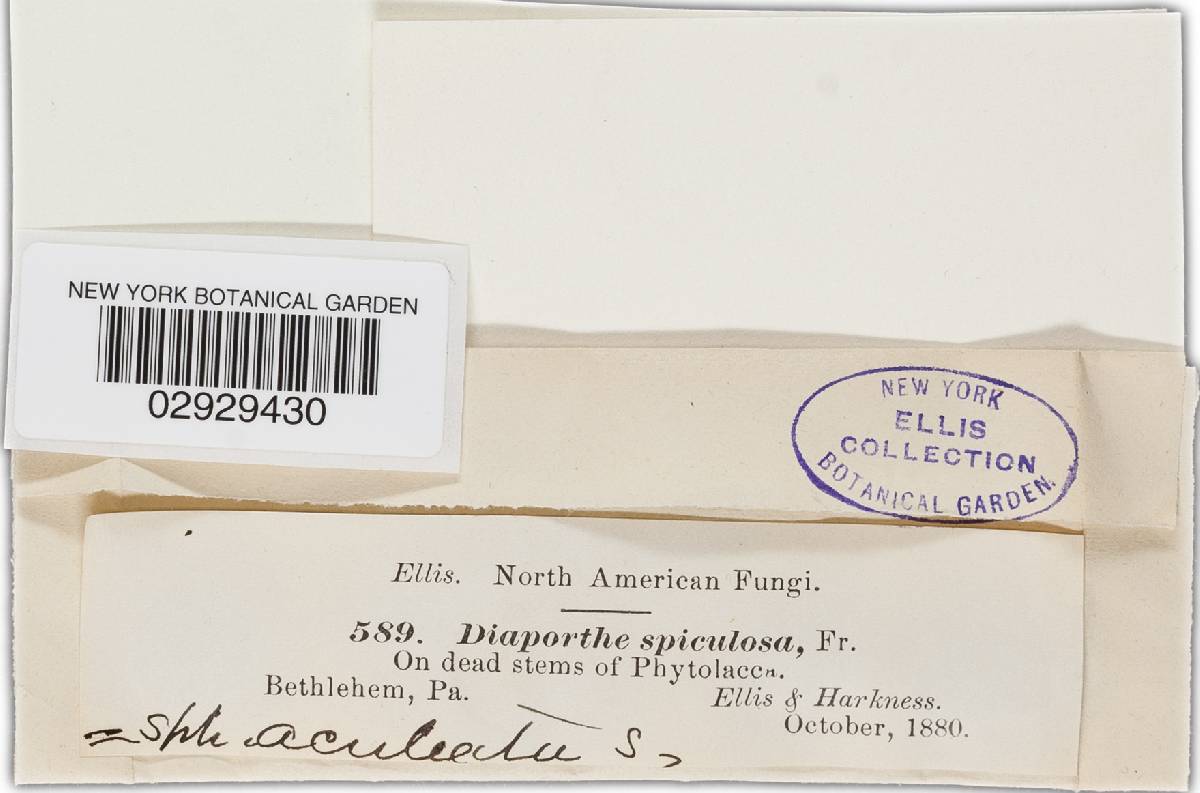 NEW YORK BOTANICAL GARDEN
02929430
NEW YORK
ELLIS
COLLECTION
BOTANICAL GARDEN.
Ellis. North American Fungi.
589. Diaporthe spiculosa, Fr.
On dead stems of Phytolacca.
Bethlehem, Pa. Ellis & Harkness.
October, 1880.
= Sph. aculeata S,